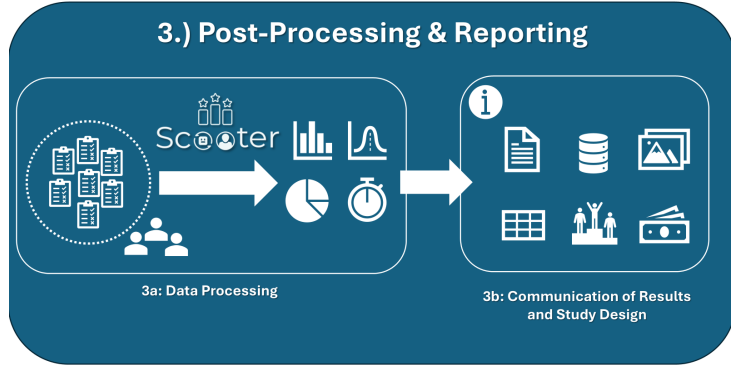 3.) Post-Processing & Reporting
Scooter
3a: Data Processing
3b: Communication of Results
and Study Design